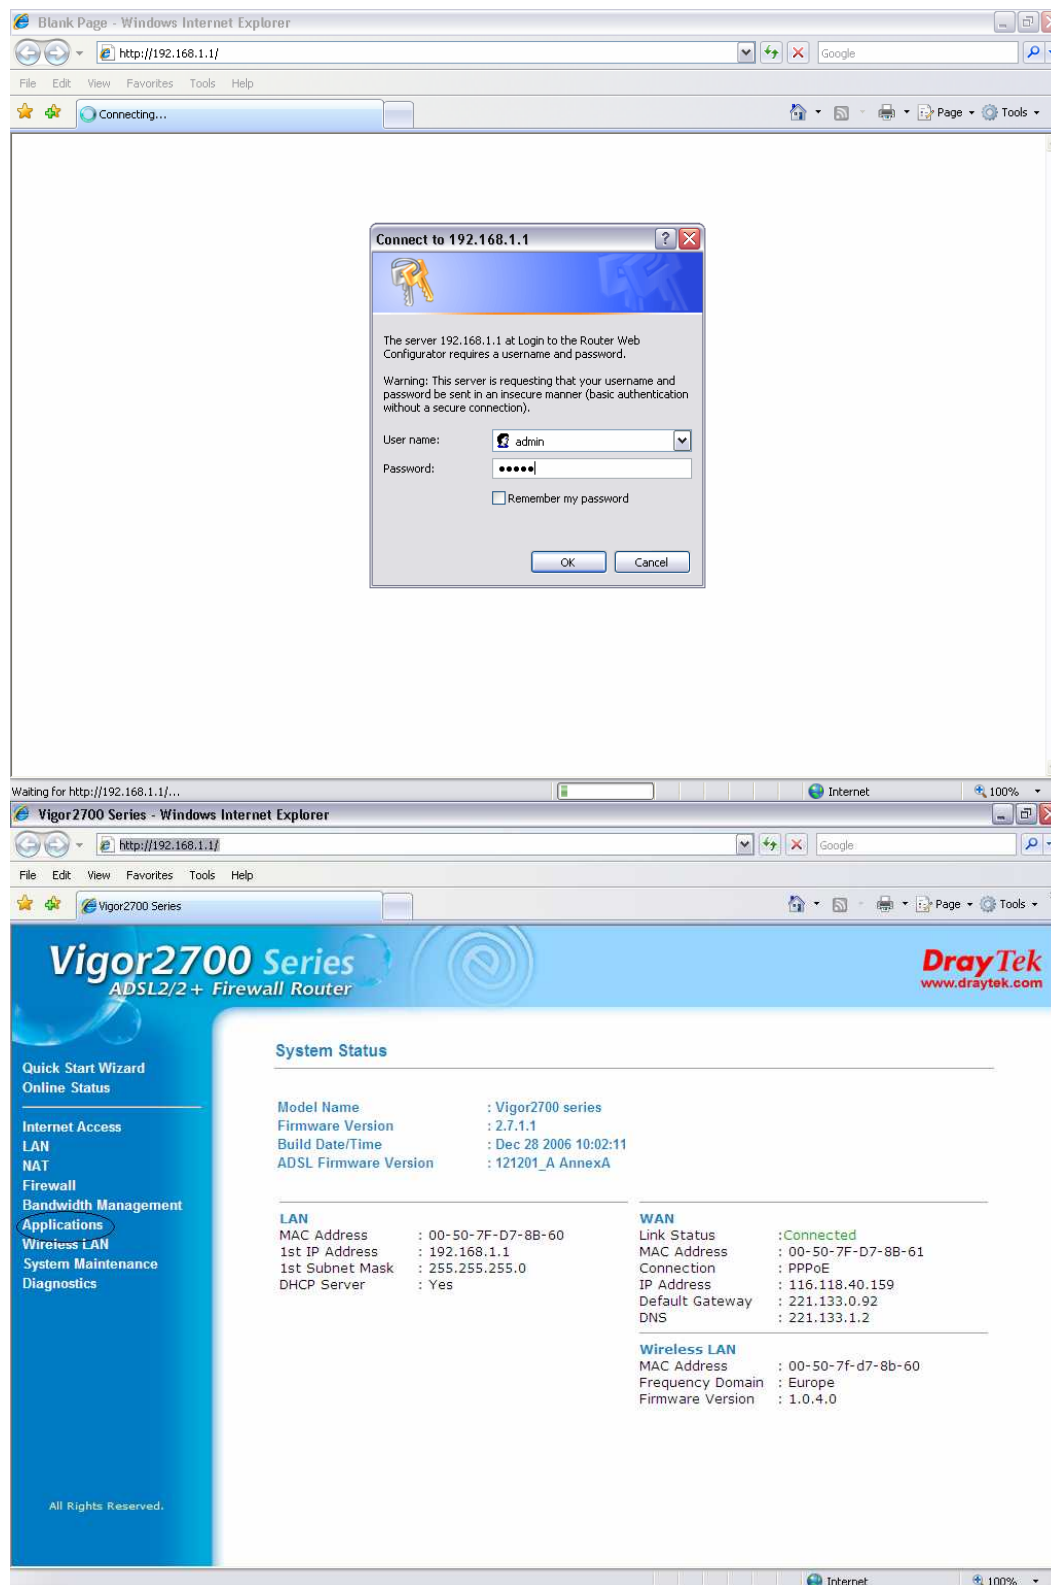 Blank Page - Windows Internet Explorer
http://192.168.1.1/
Google
File Edit View Favorites Tools Help
Connecting...
Page Tools
Connect to 192.168.1.1
The server 192.168.1.1 at Login to the Router Web
Configurator requires a username and password.
Warning: This server is requesting that your username and
password be sent in an insecure manner (basic authentication
without a secure connection).
User name: admin
Password: •••••
Remember my password
OK Cancel
Waiting for http://192.168.1.1/...
Internet 100%
Vigor2700 Series - Windows Internet Explorer
http://192.168.1.1/
Google
File Edit View Favorites Tools Help
Vigor2700 Series
Page Tools
Vigor2700 Series
ADSL2/2+ Firewall Router
DrayTek
www.draytek.com
Quick Start Wizard
Online Status
Internet Access
LAN
NAT
Firewall
Bandwidth Management
Applications
Wireless LAN
System Maintenance
Diagnostics
All Rights Reserved.
System Status
Model Name : Vigor2700 series
Firmware Version : 2.7.1.1
Build Date/Time : Dec 28 2006 10:02:11
ADSL Firmware Version : 121201_A AnnexA
LAN
MAC Address : 00-50-7F-D7-8B-60
1st IP Address : 192.168.1.1
1st Subnet Mask : 255.255.255.0
DHCP Server : Yes
WAN
Link Status :Connected
MAC Address : 00-50-7F-D7-8B-61
Connection : PPPoE
IP Address : 116.118.40.159
Default Gateway : 221.133.0.92
DNS : 221.133.1.2
Wireless LAN
MAC Address : 00-50-7f-d7-8b-60
Frequency Domain : Europe
Firmware Version : 1.0.4.0
Internet 100%